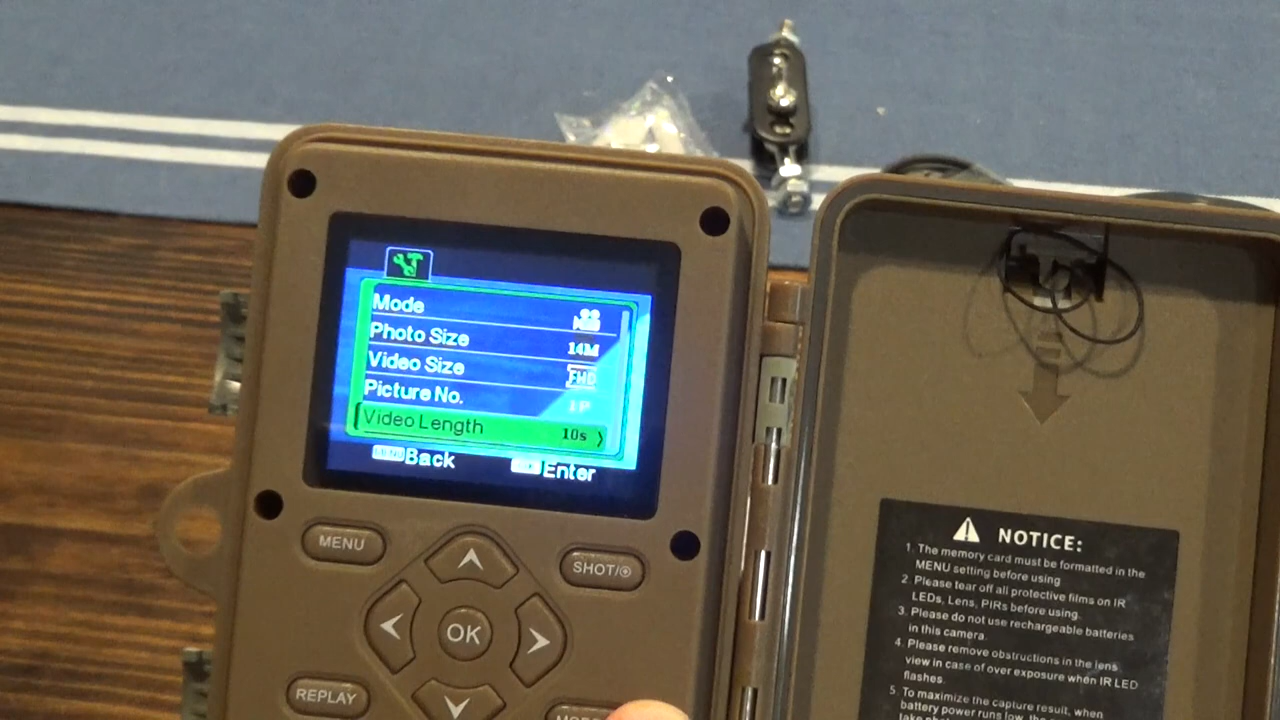 Mode
Photo Size 14M
Video Size FHD
Picture No. 1P
Video Length 10s
MENU Back Enter
MENU
SHOT/
OK
REPLAY
NOTICE:
1. The memory card must be formatted in the
MENU setting before using
2. Please tear off all protective films on IR
LEDs, Lens, PIRs before using.
3. Please do not use rechargeable batteries
in this camera.
4. Please remove obstructions in the lens
view in case of over exposure when IR LED
flashes.
5. To maximize the capture result, when
battery power runs low, the